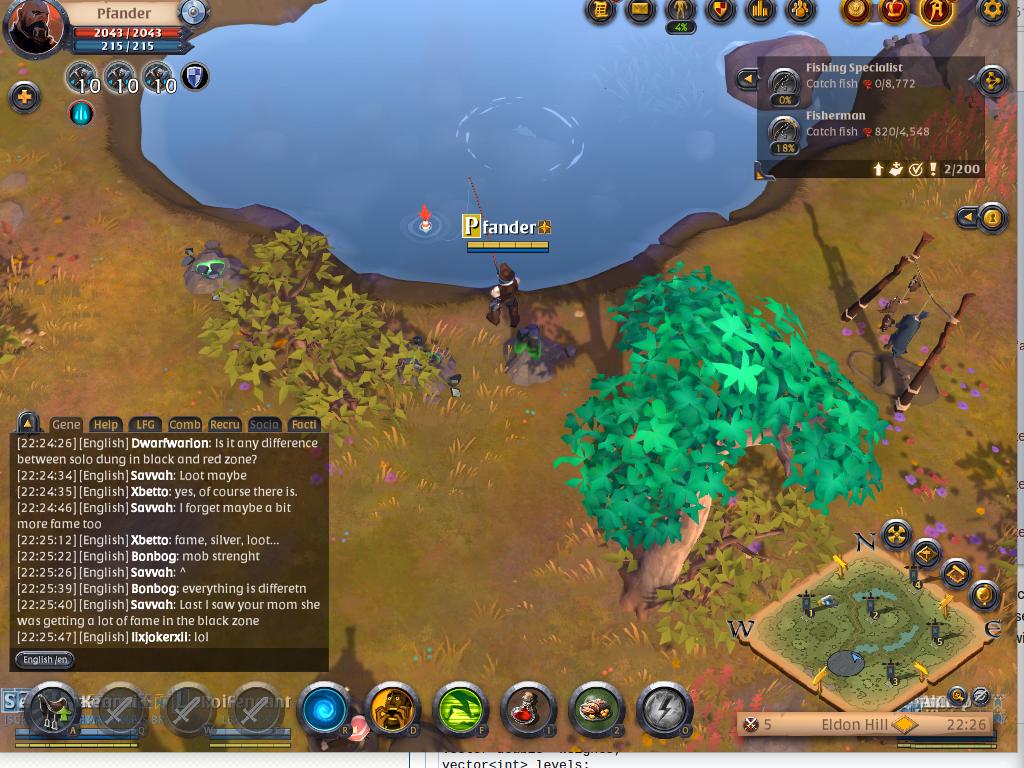 Pfander
2043 / 2043
215 / 215
10
10
10
4%
Fishing Specialist
Catch fish 0/8,772
0%
Fisherman
Catch fish 820/4,548
18%
2/200
Pfander
Gene Help LFG Comb Recru Socia Facti
[22:24:26] [English] Dwarfwarion: Is it any difference
between solo dung in black and red zone?
[22:24:34] [English] Savvah: Loot maybe
[22:24:35] [English] Xbetto: yes, of course there is.
[22:24:46] [English] Savvah: I forget maybe a bit
more fame too
[22:25:12] [English] Xbetto: fame, silver, loot...
[22:25:22] [English] Bonbog: mob strenght
[22:25:26] [English] Savvah: ^
[22:25:39] [English] Bonbog: everything is differetn
[22:25:40] [English] Savvah: Last I saw your mom she
was getting a lot of fame in the black zone
[22:25:47] [English] Iixjokerxii: lol
English /en
N
W
E
1
2
3
4
5
A Q W E R D F 1 2 O
5 Eldon Hill 22:26
vector<int> levels;